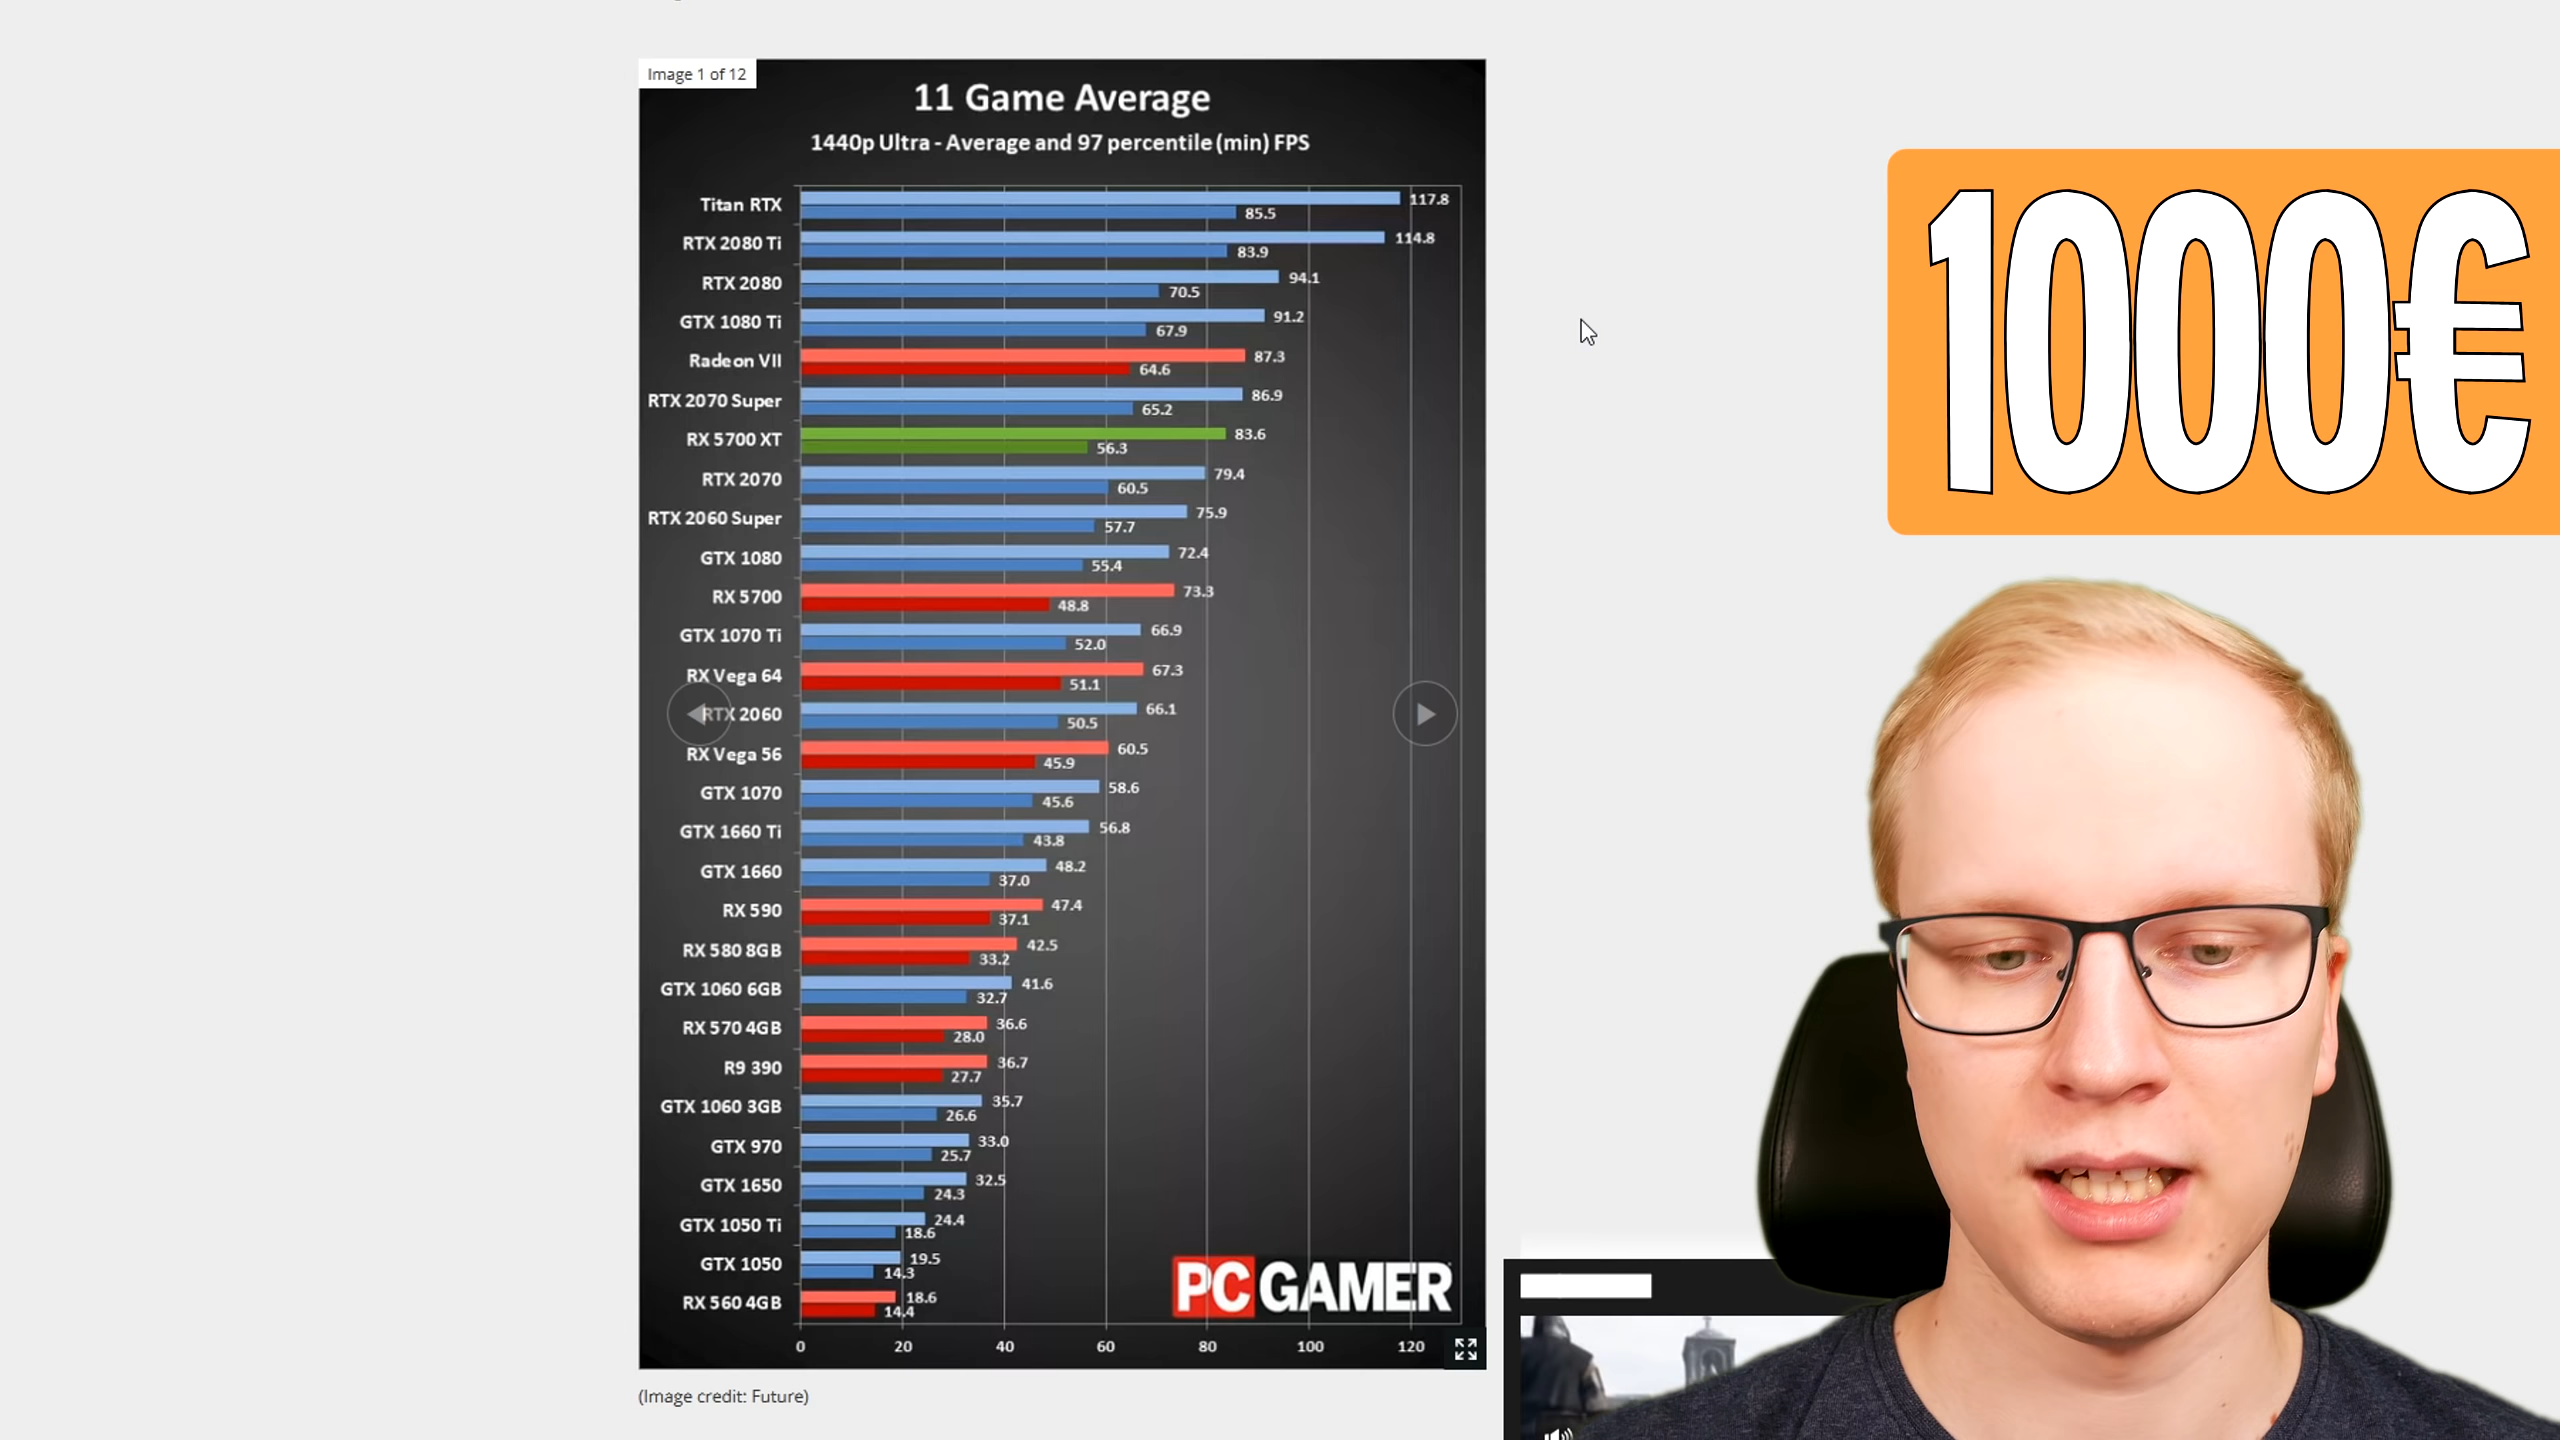 Image 1 of 12
11 Game Average
1440p Ultra - Average and 97 percentile (min) FPS
Titan RTX 117.8
85.5
RTX 2080 Ti 114.8
83.9
RTX 2080 94.1
70.5
GTX 1080 Ti 91.2
67.9
Radeon VII 87.3
64.6
RTX 2070 Super 86.9
65.2
RX 5700 XT 83.6
56.3
RTX 2070 79.4
60.5
RTX 2060 Super 75.9
57.7
GTX 1080 72.4
55.4
RX 5700 73.3
48.8
GTX 1070 Ti 66.9
52.0
RX Vega 64 67.3
51.1
RTX 2060 66.1
50.5
RX Vega 56 60.5
45.9
GTX 1070 58.6
45.6
GTX 1660 Ti 56.8
43.8
GTX 1660 48.2
37.0
RX 590 47.4
37.1
RX 580 8GB 42.5
33.2
GTX 1060 6GB 41.6
32.7
RX 570 4GB 36.6
28.0
R9 390 36.7
27.7
GTX 1060 3GB 35.7
26.6
GTX 970 33.0
25.7
GTX 1650 32.5
24.3
GTX 1050 Ti 24.4
18.6
GTX 1050 19.5
14.3
RX 560 4GB 18.6
14.4
PC GAMER
0 20 40 60 80 100 120
(Image credit: Future)
1000€